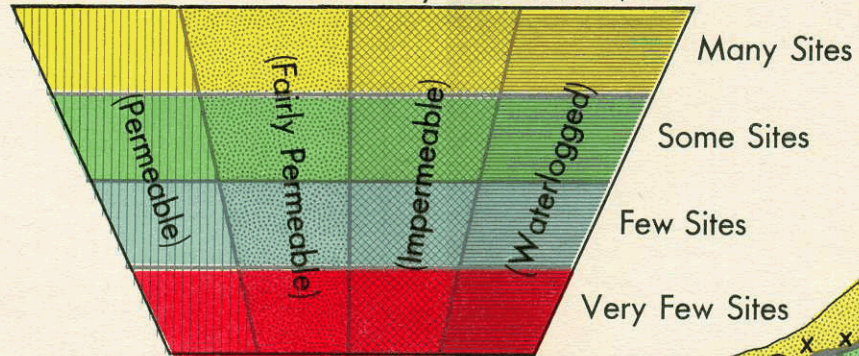 Many Sites
Some Sites
Few Sites
Very Few Sites
(Permeable)
(Fairly Permeable)
(Impermeable)
(Waterlogged)
x x